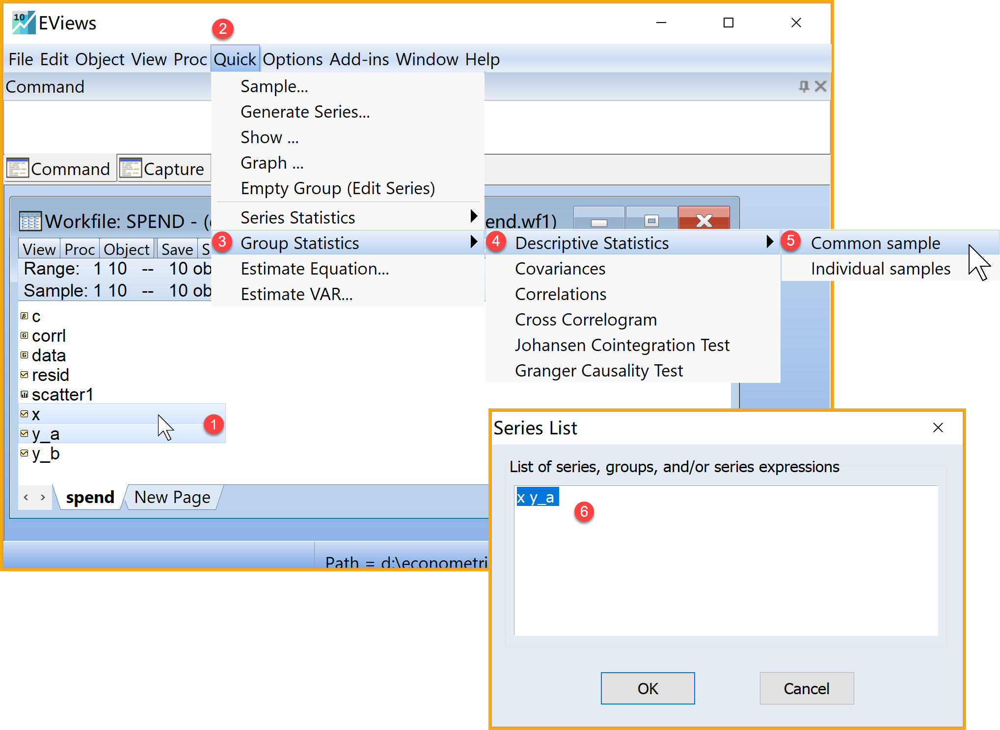 10 EViews
2
File Edit Object View Proc Quick Options Add-ins Window Help
Command
Sample...
Generate Series...
Show ...
Graph ...
Empty Group (Edit Series)
Series Statistics
3 Group Statistics
Estimate Equation...
Estimate VAR...
4 Descriptive Statistics
Covariances
Correlations
Cross Correlogram
Johansen Cointegration Test
Granger Causality Test
5 Common sample
Individual samples
Command Capture
Workfile: SPEND - ( end.wf1)
View Proc Object Save S
Range: 1 10 -- 10 ob
Sample: 1 10 -- 10 ob
c
corrl
data
resid
scatter1
x
1
y_a
y_b
< > spend New Page
Path = d:\econometri
Series List
List of series, groups, and/or series expressions
x y_a
6
OK Cancel